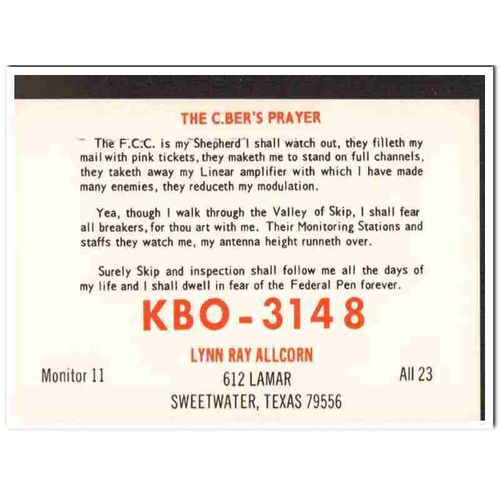 THE C.BER'S PRAYER
The F.C.C. is my Shepherd I shall watch out, they filleth my
mail with pink tickets, they maketh me to stand on full channels,
they taketh away my Linear amplifier with which I have made
many enemies, they reduceth my modulation.
Yea, though I walk through the Valley of Skip, I shall fear
all breakers, for thou art with me. Their Monitoring Stations and
staffs they watch me, my antenna height runneth over.
Surely Skip and inspection shall follow me all the days of
my life and I shall dwell in fear of the Federal Pen forever.
KBO-3148
LYNN RAY ALLCORN
Monitor 11 612 LAMAR All 23
SWEETWATER, TEXAS 79556